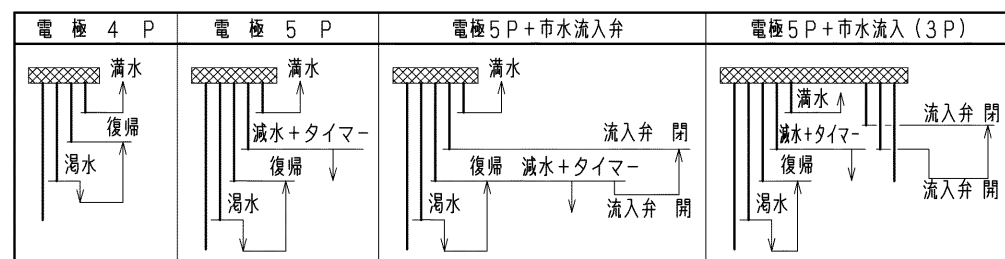 電極4P
電極5P
電極5P+市水流入弁
電極5P+市水流入(3P)
満水
復帰
渇水
満水
減水+タイマー
復帰
渇水
満水
流入弁 閉
復帰 減水+タイマー
渇水
流入弁 開
満水
流入弁 閉
減水+タイマー
復帰
流入弁 開
渇水